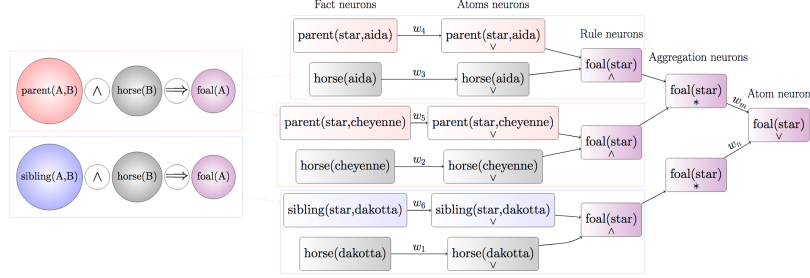 Fact neurons
Atoms neurons
Rule neurons
Aggregation neurons
Atom neuron
parent(A,B) ∧ horse(B) ⟹ foal(A)
sibling(A,B) ∧ horse(B) ⟹ foal(A)
parent(star,aida) w₄ parent(star,aida) ∨
horse(aida) w₃ horse(aida) ∨
foal(star) ∧
parent(star,cheyenne) w₅ parent(star,cheyenne) ∨
horse(cheyenne) w₂ horse(cheyenne) ∨
foal(star) ∧
sibling(star,dakotta) w₆ sibling(star,dakotta) ∨
horse(dakotta) w₁ horse(dakotta) ∨
foal(star) ∧
foal(star) *
wₘ
foal(star) *
wₙ
foal(star) ∨